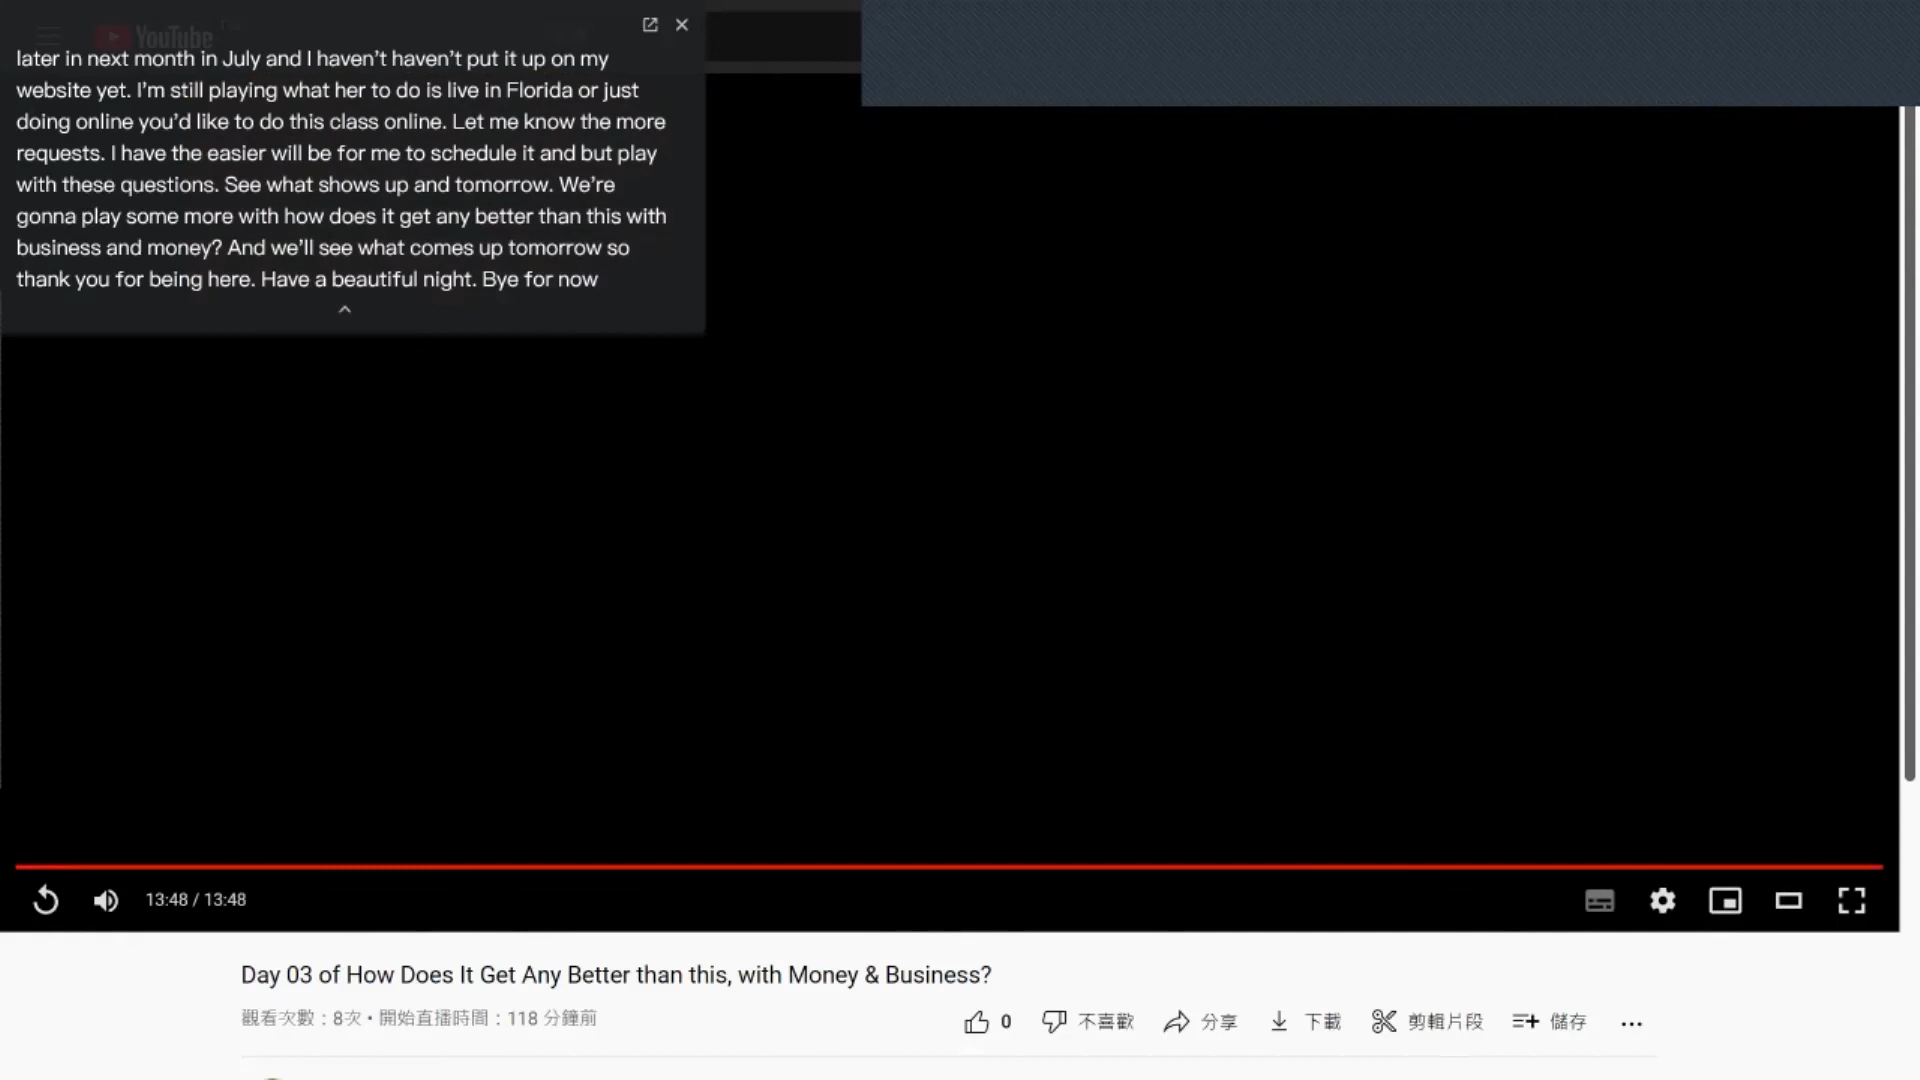 YouTube
later in next month in July and I haven't haven't put it up on my
website yet. I'm still playing what her to do is live in Florida or just
doing online you'd like to do this class online. Let me know the more
requests. I have the easier will be for me to schedule it and but play
with these questions. See what shows up and tomorrow. We're
gonna play some more with how does it get any better than this with
business and money? And we'll see what comes up tomorrow so
thank you for being here. Have a beautiful night. Bye for now
13:48 / 13:48
Day 03 of How Does It Get Any Better than this, with Money & Business?
觀看次數：8次 • 開始直播時間：118 分鐘前
0 不喜歡 分享 下載 剪輯片段 儲存